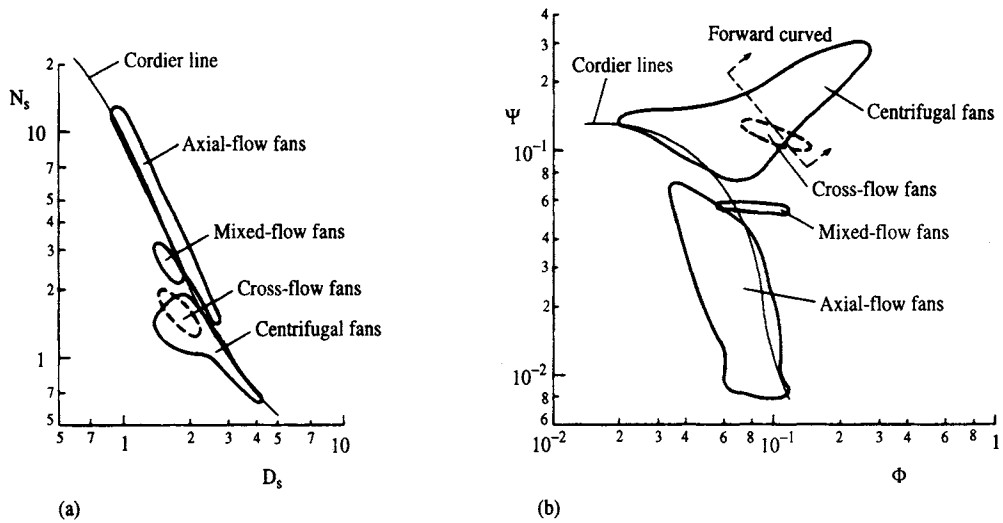 Cordier line
N_s
2
10
7
5
4
3
2
1
7
5
Axial-flow fans
Mixed-flow fans
Cross-flow fans
Centrifugal fans
5 7 1 2 3 4 5 7 10
D_s
(a)
Forward curved
Cordier lines
Centrifugal fans
Ψ
4
3
2
10⁻¹
8
6
4
3
2
10⁻²
8
6
Cross-flow fans
Mixed-flow fans
Axial-flow fans
10⁻² 2 3 4 6 8 10⁻¹ 2 3 4 6 8 1
Φ
(b)